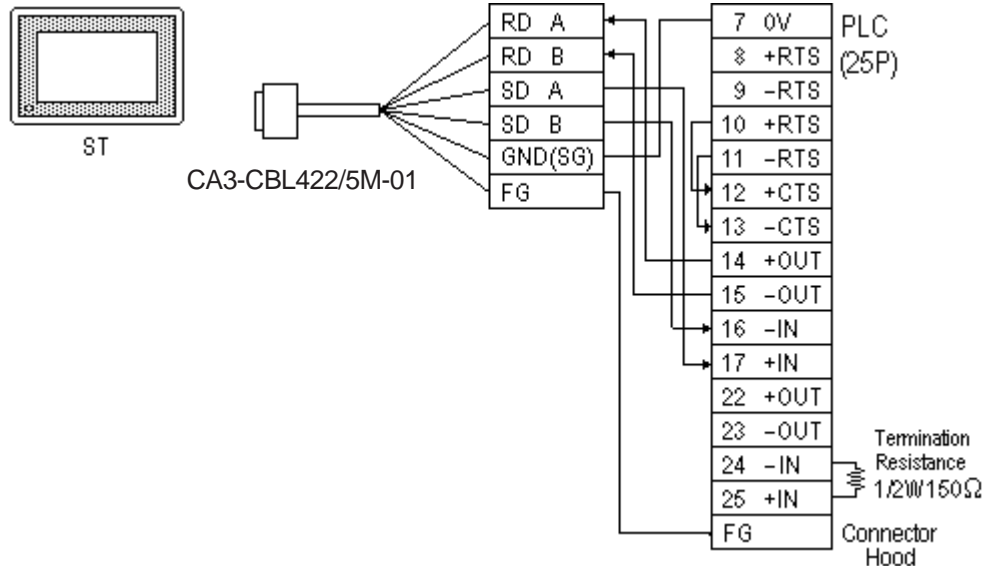 ST
CA3-CBL422/5M-01
RD A
RD B
SD A
SD B
GND(SG)
FG
7 0V
8 +RTS
9 -RTS
10 +RTS
11 -RTS
12 +CTS
13 -CTS
14 +OUT
15 -OUT
16 -IN
17 +IN
22 +OUT
23 -OUT
24 -IN
25 +IN
FG
PLC
(25P)
Termination
Resistance
1/2W150Ω
Connector
Hood